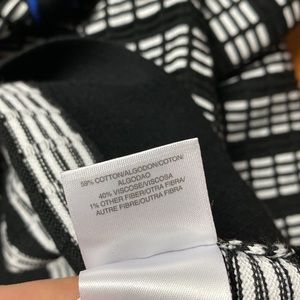 59% COTTON/ALGODON/COTON/
ALGODAO
40% VISCOSE/VISCOSA
1% OTHER FIBER/OTRA FIBRA/
AUTRE FIBRE/OUTRA FIBRA